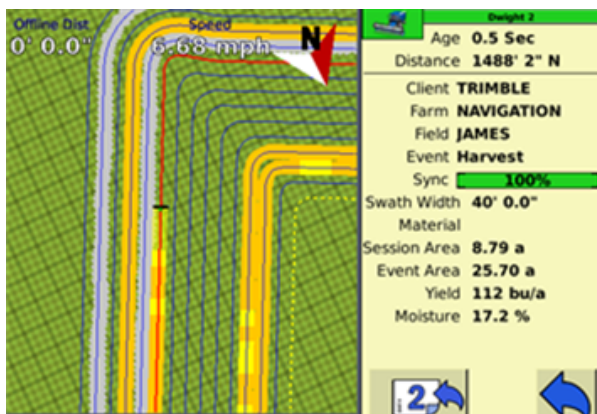 Offline Dist
0' 0.0"
Speed
6.68 mph
N
Dwight 2
Age 0.5 Sec
Distance 1488' 2" N
Client TRIMBLE
Farm NAVIGATION
Field JAMES
Event Harvest
Sync 100%
Swath Width 40' 0.0"
Material
Session Area 8.79 a
Event Area 25.70 a
Yield 112 bu/a
Moisture 17.2 %
2